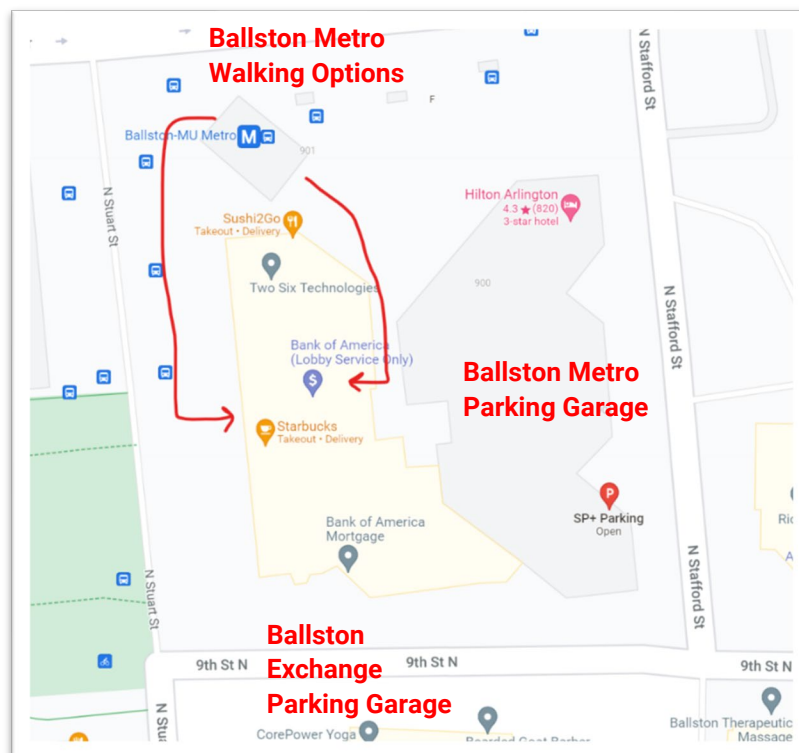 Ballston Metro
Walking Options
N Stafford St
F
Ballston-MU Metro
M
901
Hilton Arlington
4.3 ★ (820)
3-star hotel
N Stuart St
Sushi2Go
Takeout • Delivery
Two Six Technologies
900
N Stafford St
Bank of America
(Lobby Service Only)
$
Ballston Metro
Parking Garage
Starbucks
Takeout • Delivery
P
SP+ Parking
Open
Bank of America
Mortgage
N Stafford St
N Stuart St
Ballston
Exchange
Parking Garage
9th St N
9th St N
9th St N
CorePower Yoga
Ballston Therapeutic
Massage